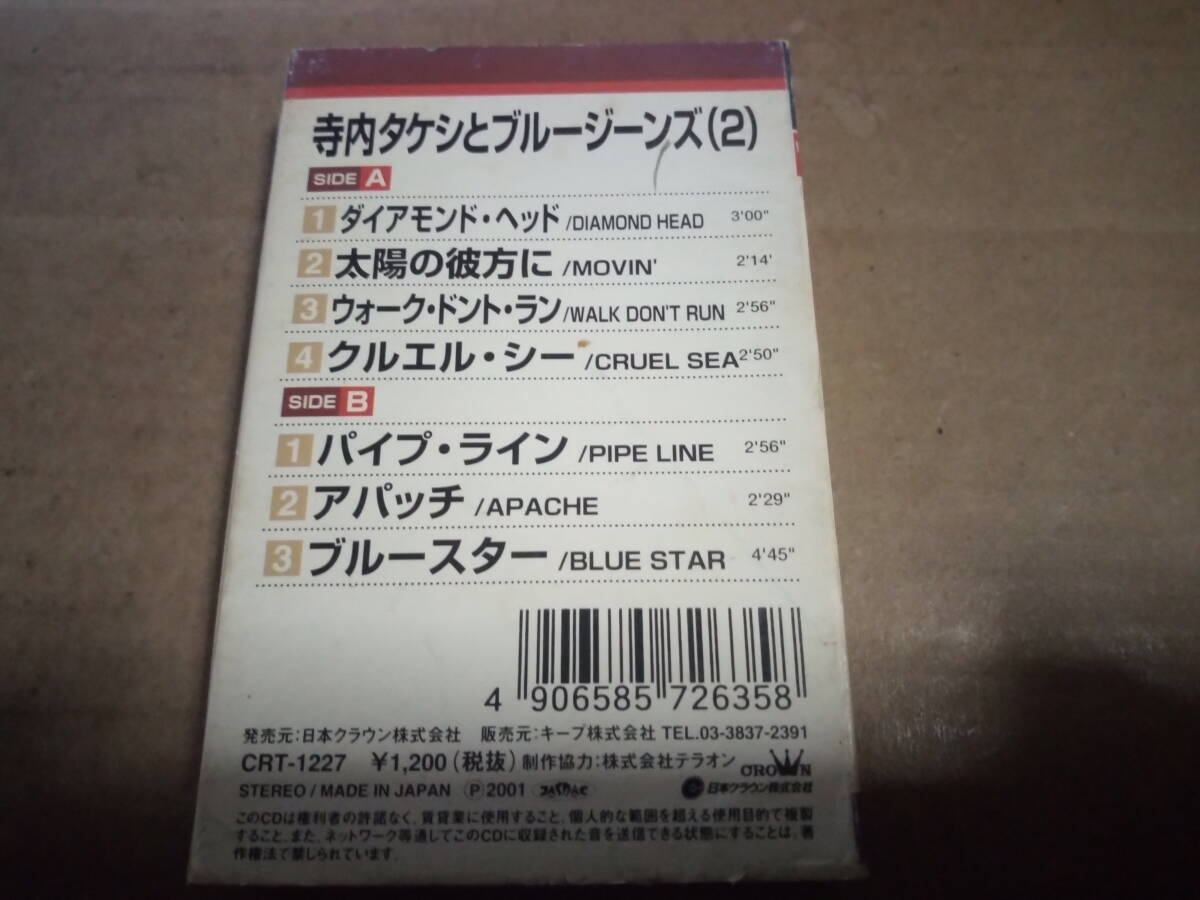 寺内タケシとブルージーンズ(2)
SIDE A
1 ダイアモンド・ヘッド /DIAMOND HEAD 3'00"
2 太陽の彼方に /MOVIN' 2'14'
3 ウォーク・ドント・ラン/WALK DON'T RUN 2'56"
4 クルエル・シー /CRUEL SEA 2'50"
SIDE B
1 パイプ・ライン /PIPE LINE 2'56"
2 アパッチ /APACHE 2'29"
3 ブルースター /BLUE STAR 4'45"
4 906585 726358
発売元:日本クラウン株式会社 販売元:キープ株式会社 TEL.03-3837-2391
CRT-1227 ¥1,200(税抜) 制作協力:株式会社テラオン CROWN
STEREO / MADE IN JAPAN Ⓟ2001 JASRAC 日本クラウン株式会社
このCDは権利者の許諾なく、賃貸業に使用すること、個人的な範囲を超える使用目的で複製
すること、また、ネットワーク等通してこのCDに収録された音を送信できる状態にすることは、著
作権法で禁じられています。